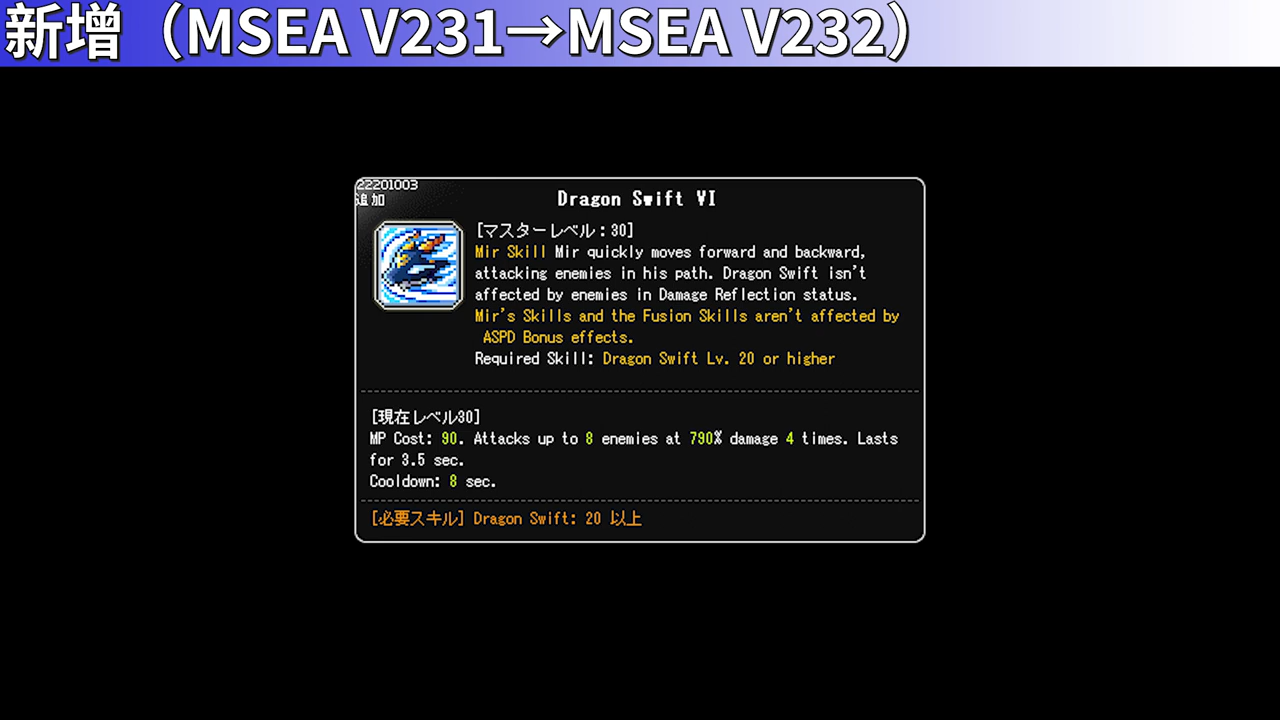 新增（MSEA V231→MSEA V232）
22201003
追加
Dragon Swift VI
[マスターレベル：30]
Mir Skill Mir quickly moves forward and backward,
attacking enemies in his path. Dragon Swift isn't
affected by enemies in Damage Reflection status.
Mir's Skills and the Fusion Skills aren't affected by
ASPD Bonus effects.
Required Skill: Dragon Swift Lv. 20 or higher
[現在レベル30]
MP Cost: 90. Attacks up to 8 enemies at 790% damage 4 times. Lasts
for 3.5 sec.
Cooldown: 8 sec.
[必要スキル] Dragon Swift: 20 以上